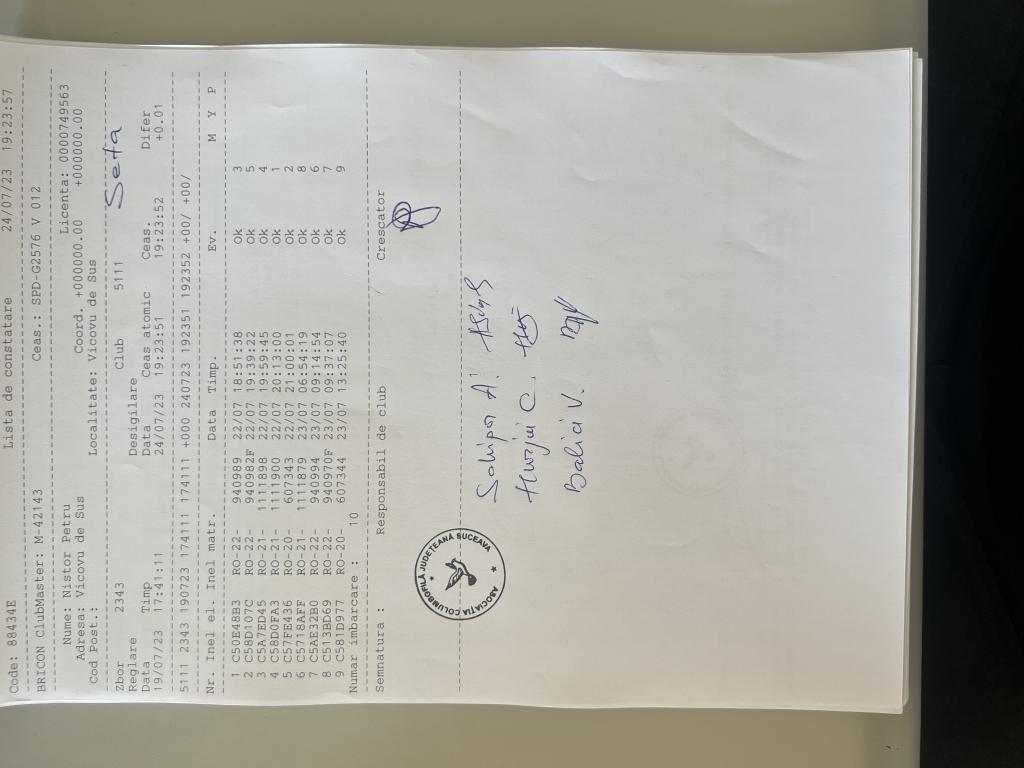 Code: 88434E Lista de constatare 24/07/23 19:23:57
BRICON ClubMaster: M-42143 Ceas.: SPD-G2576 V 012
Nume: Nistor Petru Licenta: 0000749563
Adresa: Vicovu de Sus Coord. +000000.00 +000000.00
Cod Post.: Localitate: Vicovu de Sus
Zbor 2343 Club 5111 Seta
Reglare Desigilare
Data Timp Data Ceas atomic Ceas. Difer
19/07/23 17:41:11 24/07/23 19:23:51 19:23:52 +0.01
5111 2343 190723 174111 174111 +000 240723 192351 192352 +00/ +00/
Nr. Inel el. Inel matr. Data Timp. Ev. M Y P
1 C50E48B3 RO-22- 940989 22/07 18:51:38 Ok 3
2 C58D107C RO-22- 940982F 22/07 19:39:22 Ok 5
3 C5A7ED45 RO-21- 1111898 22/07 19:59:45 Ok 4
4 C58D0FA3 RO-21- 1111900 22/07 20:13:00 Ok 1
5 C57FE436 RO-20- 607343 22/07 21:00:01 Ok 2
6 C5718AFF RO-21- 1111879 23/07 06:54:19 Ok 8
7 C5AE32B0 RO-22- 940994 23/07 09:14:54 Ok 6
8 C513BD69 RO-22- 940970F 23/07 09:37:07 Ok 7
9 C581D977 RO-20- 607344 23/07 13:25:40 Ok 9
Numar imbarcare : 10
Semnatura : Responsabil de club / Crescator
ASOCIAȚIA COLUMBOFILĂ JUDEȚEANĂ SUCEAVA
A.
C.
Balici V.